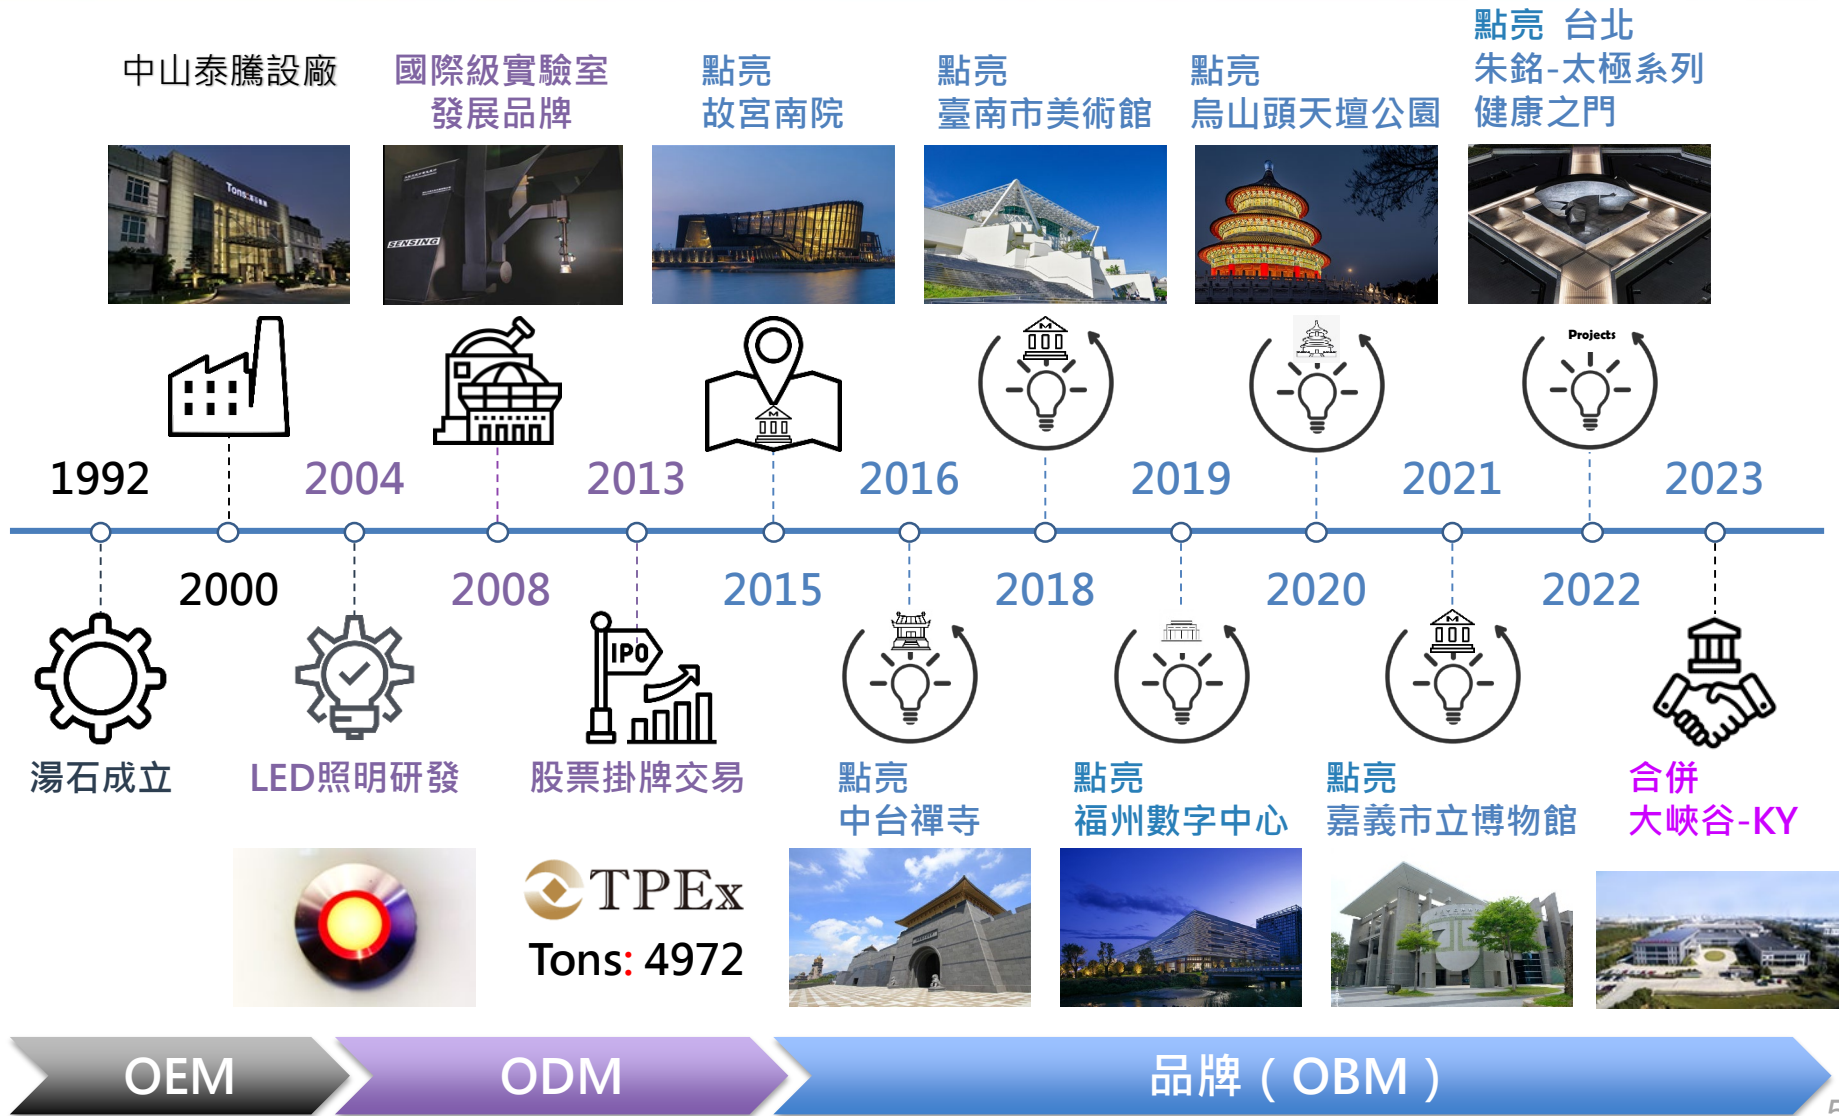 中山泰騰設廠
國際級實驗室
發展品牌
點亮
故宮南院
點亮
臺南市美術館
點亮
烏山頭天壇公園
點亮 台北
朱銘-太極系列
健康之門
Tons:
SENSING
M
M
Projects
1992
2004
2013
2016
2019
2021
2023
2000
2008
2015
2018
2020
2022
IPO
M
湯石成立
LED照明研發
股票掛牌交易
點亮
中台禪寺
點亮
福州數字中心
點亮
嘉義市立博物館
合併
大峽谷-KY
TPEx
Tons: 4972
OEM
ODM
品牌（OBM）
5